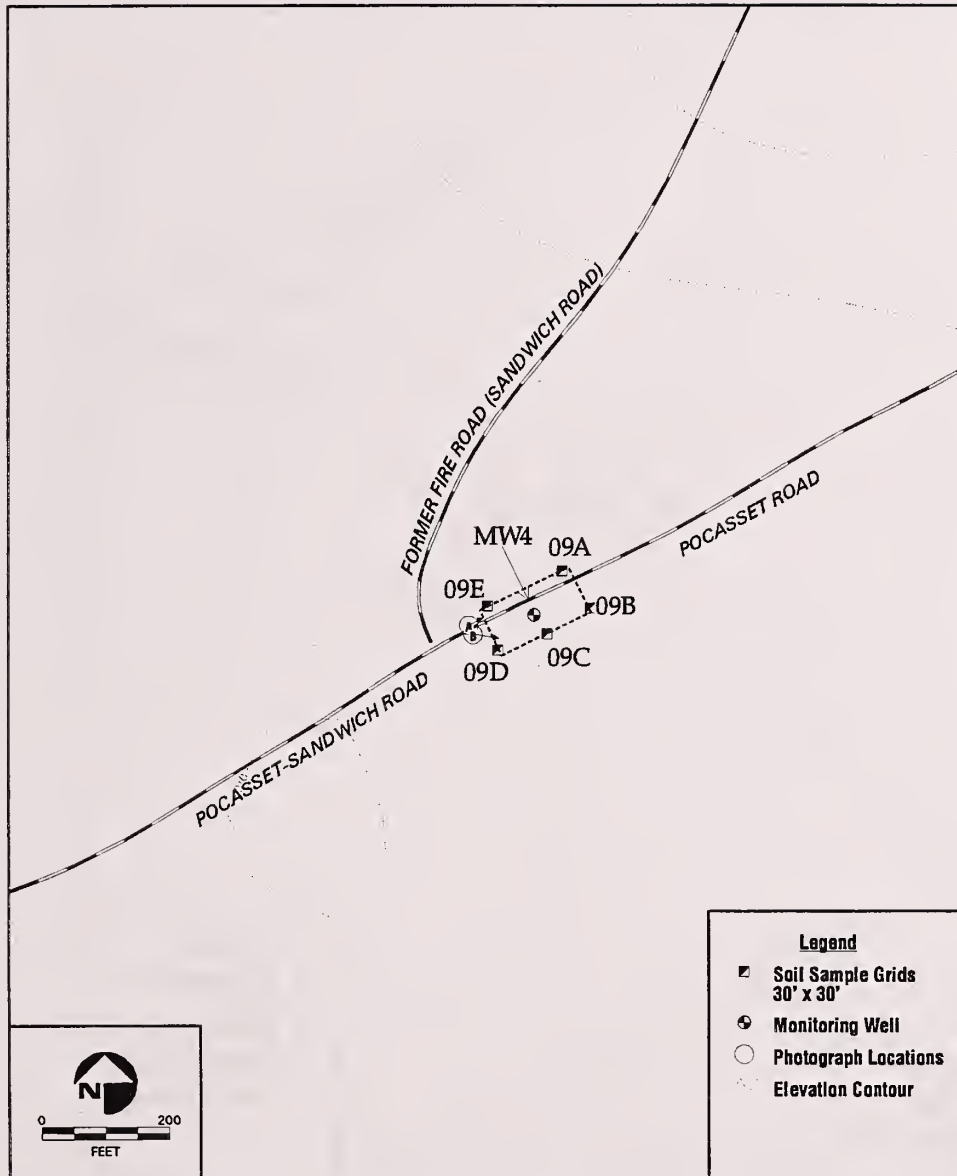 FORMER FIRE ROAD (SANDWICH ROAD)
POCASSET ROAD
MW4
09A
09E
09B
A
B
09C
09D
POCASSET-SANDWICH ROAD
Legend
Soil Sample Grids
30' x 30'
Monitoring Well
Photograph Locations
Elevation Contour
N
0 200
FEET